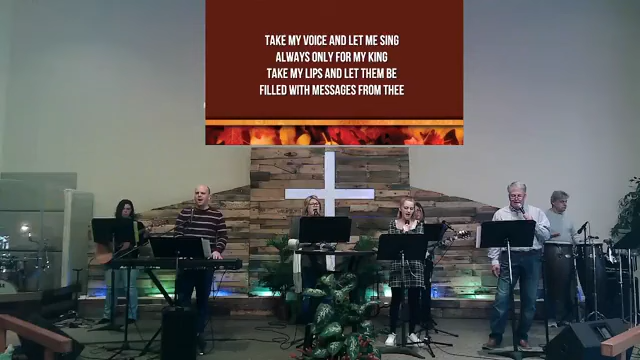 TAKE MY VOICE AND LET ME SING
ALWAYS ONLY FOR MY KING
TAKE MY LIPS AND LET THEM BE
FILLED WITH MESSAGES FROM THEE